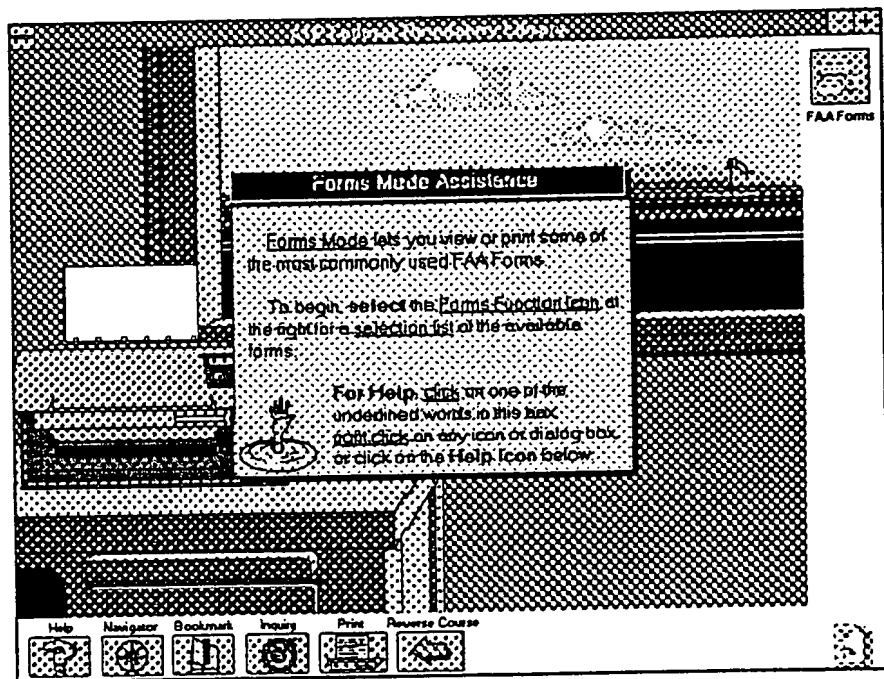 FAA Forms
Forms Mode Assistance
Forms Mode lets you view or print some of
the most commonly used FAA Forms.
To begin, select the Forms Function Icon at
the right for a selection list of the available
forms.
For Help, click on one of the
underlined words in this box,
right click on any icon or dialog box,
or click on the Help Icon below.
Help Navigator Bookmark Inquiry Print Reverse Course